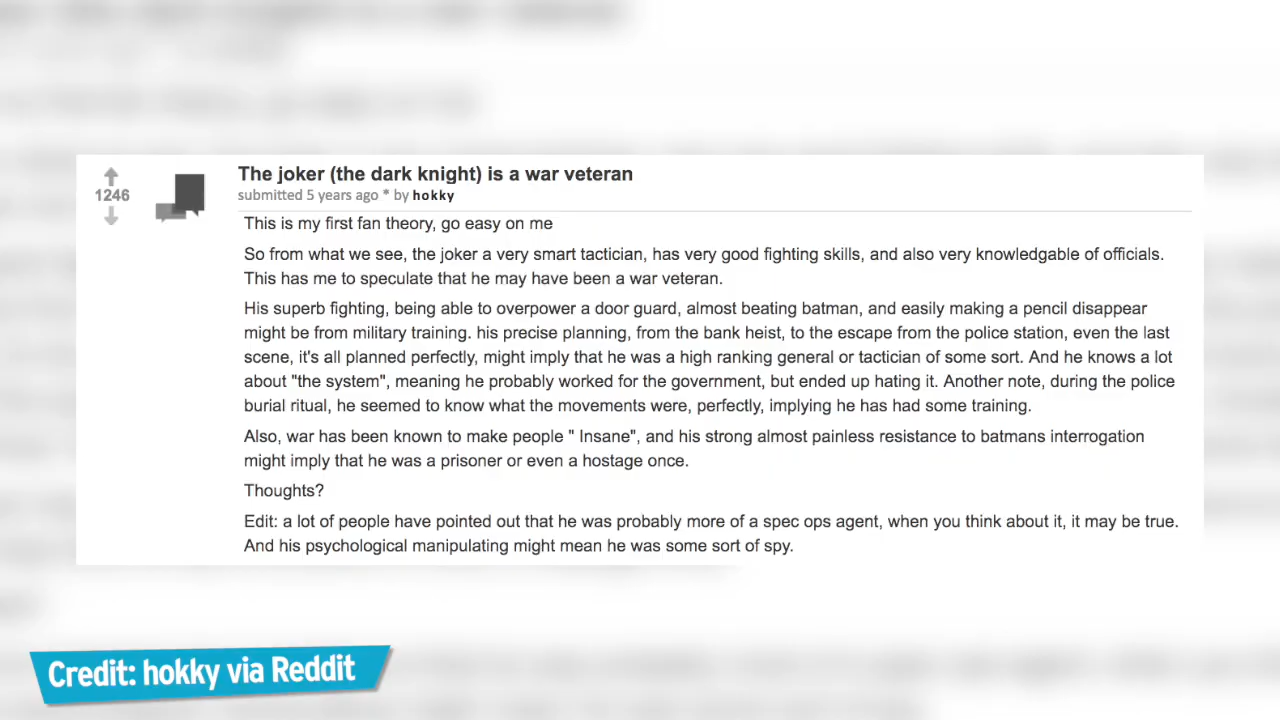 The joker (the dark knight) is a war veteran
1246
submitted 5 years ago * by hokky
This is my first fan theory, go easy on me
So from what we see, the joker a very smart tactician, has very good fighting skills, and also very knowledgable of officials.
This has me to speculate that he may have been a war veteran.
His superb fighting, being able to overpower a door guard, almost beating batman, and easily making a pencil disappear
might be from military training. his precise planning, from the bank heist, to the escape from the police station, even the last
scene, it's all planned perfectly, might imply that he was a high ranking general or tactician of some sort. And he knows a lot
about "the system", meaning he probably worked for the government, but ended up hating it. Another note, during the police
burial ritual, he seemed to know what the movements were, perfectly, implying he has had some training.
Also, war has been known to make people " Insane", and his strong almost painless resistance to batmans interrogation
might imply that he was a prisoner or even a hostage once.
Thoughts?
Edit: a lot of people have pointed out that he was probably more of a spec ops agent, when you think about it, it may be true.
And his psychological manipulating might mean he was some sort of spy.
Credit: hokky via Reddit